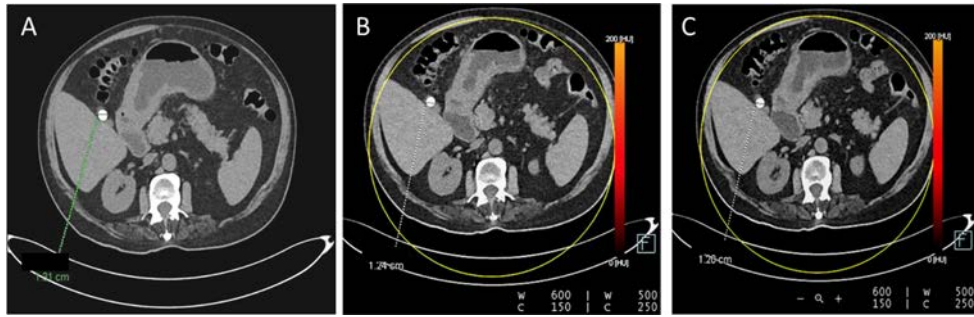 A
1.21 cm
B
200 [HU]
1.24 cm
F
0 [HU]
W 600 | W 500
C 150 | C 250
C
200 [HU]
1.20 cm
F
0 [HU]
600 | W 500
− + 150 | C 250